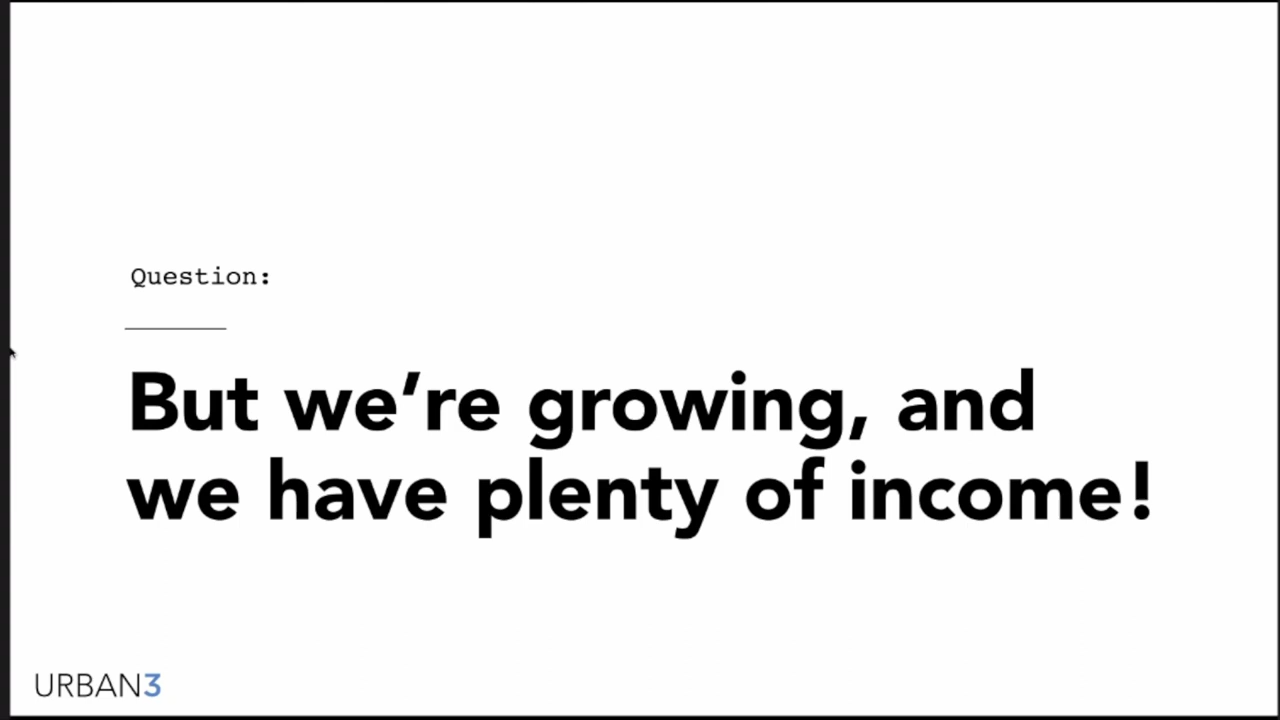 Question:
But we’re growing, and
we have plenty of income!
URBAN3